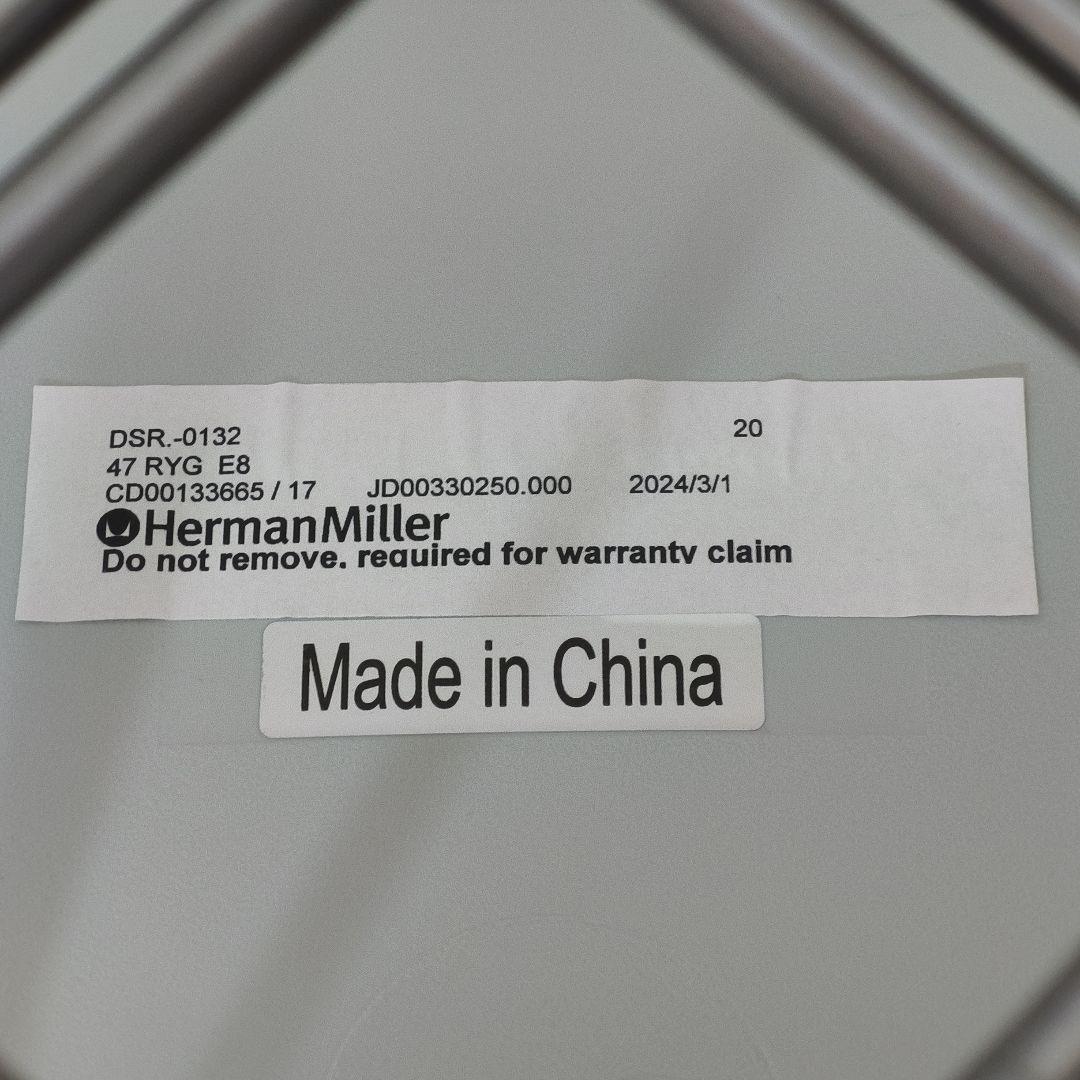 DSR.-0132 20
47 RYG E8
CD00133665 / 17 JD00330250.000 2024/3/1
HermanMiller
Do not remove. required for warranty claim
Made in China